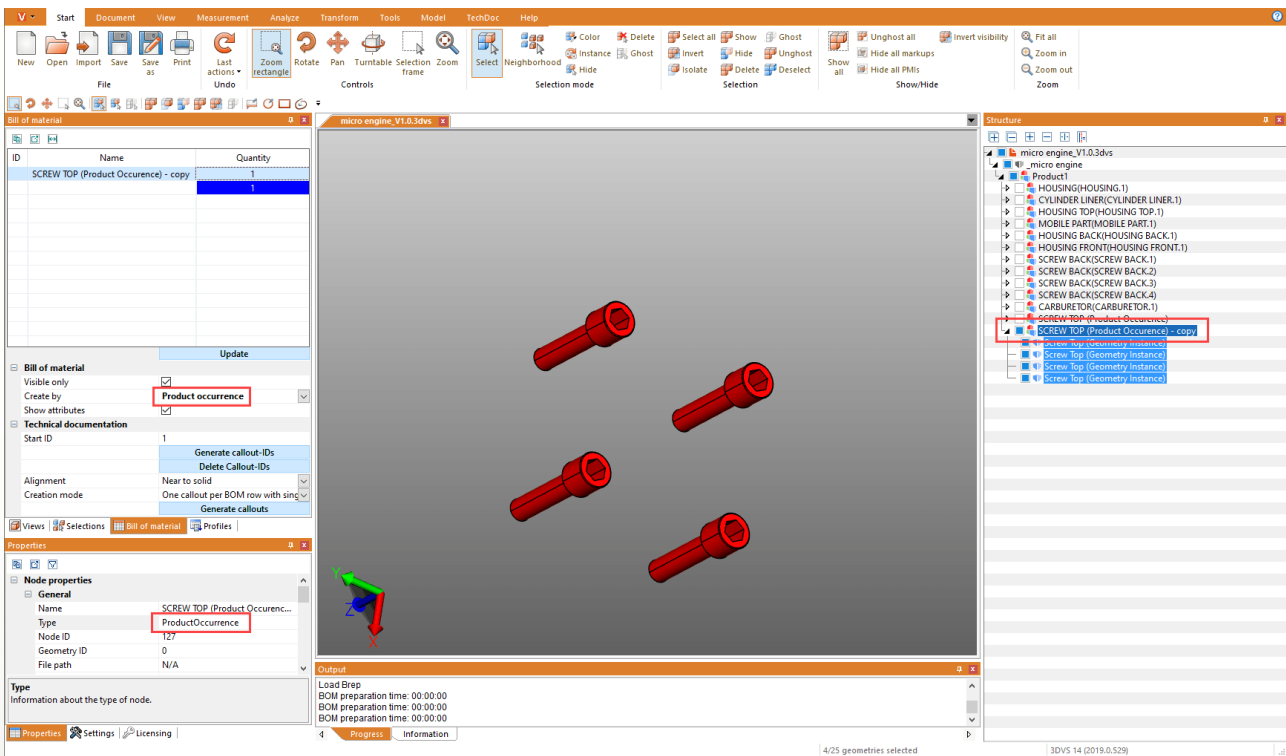 V Start Document View Measurement Analyze Transform Tools Model TechDoc Help
New Open Import Save Save as Print
File
Last actions
Undo
Zoom rectangle Rotate Pan Turntable Selection frame Zoom
Controls
Select Neighborhood
Color Delete
Instance Ghost
Hide
Selection mode
Select all Show Ghost
Invert Hide Unghost
Isolate Delete Deselect
Selection
Show all
Unghost all Invert visibility
Hide all markups
Hide all PMIs
Show/Hide
Fit all
Zoom in
Zoom out
Zoom
Bill of material
ID Name Quantity
SCREW TOP (Product Occurence) - copy 1
1
Update
Bill of material
Visible only
Create by Product occurrence
Show attributes
Technical documentation
Start ID 1
Generate callout-IDs
Delete Callout-IDs
Alignment Near to solid
Creation mode One callout per BOM row with sing
Generate callouts
Views Selections Bill of material Profiles
Properties
Node properties
General
Name SCREW TOP (Product Occurenc...
Type ProductOccurrence
Node ID 127
Geometry ID 0
File path N/A
Type
Information about the type of node.
Properties Settings Licensing
micro engine_V1.0.3dvs
Y
Z
X
Output
Load Brep
BOM preparation time: 00:00:00
BOM preparation time: 00:00:00
BOM preparation time: 00:00:00
Progress Information
Structure
micro engine_V1.0.3dvs
_micro engine
Product1
HOUSING(HOUSING.1)
CYLINDER LINER(CYLINDER LINER.1)
HOUSING TOP(HOUSING TOP.1)
MOBILE PART(MOBILE PART.1)
HOUSING BACK(HOUSING BACK.1)
HOUSING FRONT(HOUSING FRONT.1)
SCREW BACK(SCREW BACK.1)
SCREW BACK(SCREW BACK.2)
SCREW BACK(SCREW BACK.3)
SCREW BACK(SCREW BACK.4)
CARBURETOR(CARBURETOR.1)
SCREW TOP (Product Occurence)
SCREW TOP (Product Occurence) - copy
Screw Top (Geometry Instance)
Screw Top (Geometry Instance)
Screw Top (Geometry Instance)
Screw Top (Geometry Instance)
4/25 geometries selected 3DVS 14 (2019.0.529)